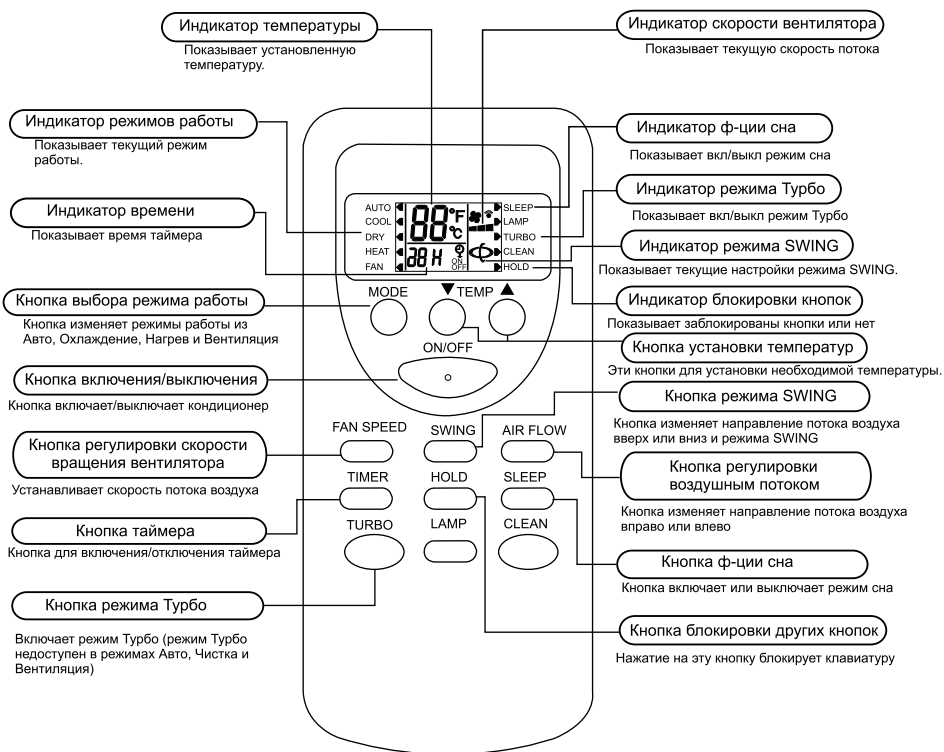 Индикатор температуры
Показывает установленную
температуру.
Индикатор скорости вентилятора
Показывает текущую скорость потока
Индикатор режимов работы
Показывает текущий режим
работы.
Индикатор времени
Показывает время таймера
Кнопка выбора режима работы
Кнопка изменяет режимы работы из
Авто, Охлаждение, Нагрев и Вентиляция
Кнопка включения/выключения
Кнопка включает/выключает кондиционер
Кнопка регулировки скорости
вращения вентилятора
Устанавливает скорость потока воздуха
Кнопка таймера
Кнопка для включения/отключения таймера
Кнопка режима Турбо
Включает режим Турбо (режим Турбо
недоступен в режимах Авто, Чистка и
Вентиляция)
AUTO
COOL
DRY
HEAT
FAN
88°F
°C
28H
ON
OFF
SLEEP
LAMP
TURBO
CLEAN
HOLD
MODE
▼TEMP▲
ON/OFF
FAN SPEED
SWING
AIR FLOW
TIMER
HOLD
SLEEP
TURBO
LAMP
CLEAN
Индикатор ф-ции сна
Показывает вкл/выкл режим сна
Индикатор режима Турбо
Показывает вкл/выкл режим Турбо
Индикатор режима SWING
Показывает текущие настройки режима SWING.
Индикатор блокировки кнопок
Показывает заблокированы кнопки или нет
Кнопка установки температур
Эти кнопки для установки необходимой температуры.
Кнопка режима SWING
Кнопка изменяет направление потока воздуха
вверх или вниз и режима SWING
Кнопка регулировки
воздушным потоком
Кнопка изменяет направление потока воздуха
вправо или влево
Кнопка ф-ции сна
Кнопка включает или выключает режим сна
Кнопка блокировки других кнопок
Нажатие на эту кнопку блокирует клавиатуру